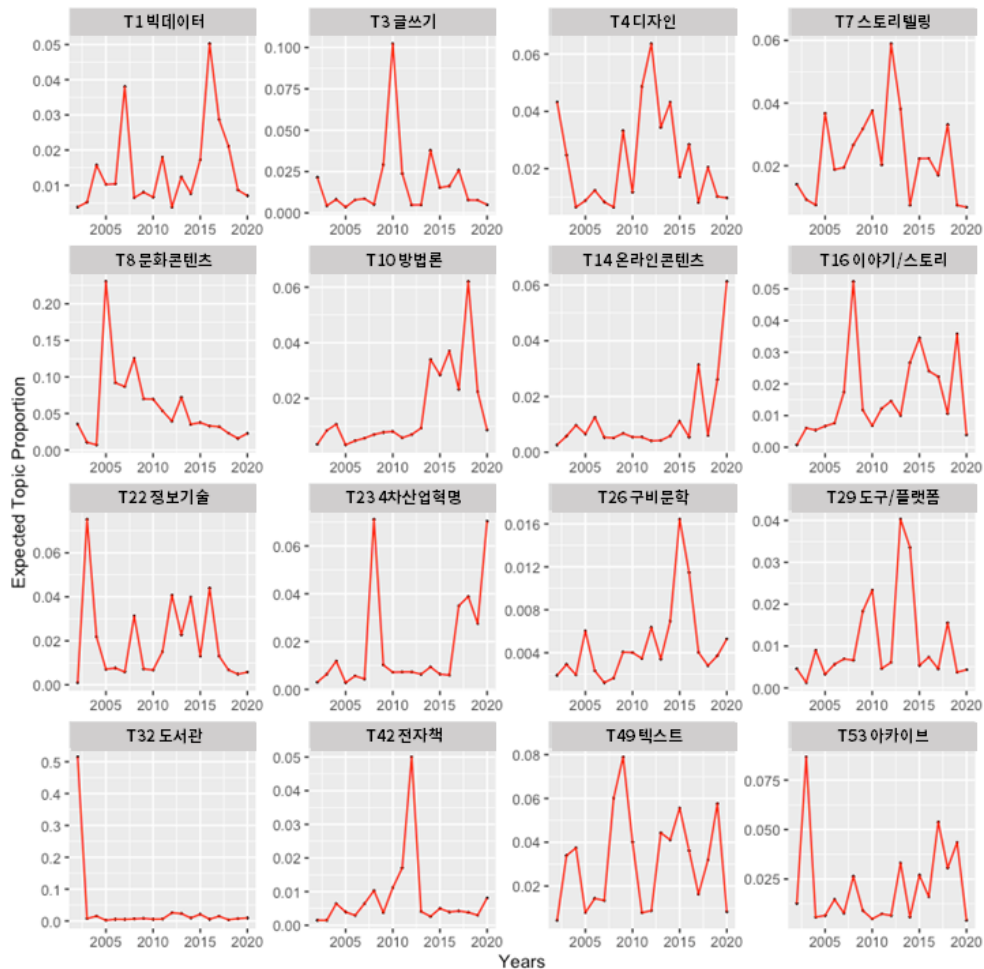 T1 빅데이터
T3 글쓰기
T4 디자인
T7 스토리텔링
0.05
0.04
0.03
0.02
0.01
0.100
0.075
0.050
0.025
0.000
0.06
0.04
0.02
0.06
0.04
0.02
2005 2010 2015 2020
2005 2010 2015 2020
2005 2010 2015 2020
2005 2010 2015 2020
T8 문화콘텐츠
T10 방법론
T14 온라인콘텐츠
T16 이야기/스토리
0.20
0.15
0.10
0.05
0.00
0.06
0.04
0.02
0.06
0.04
0.02
0.00
0.05
0.04
0.03
0.02
0.01
0.00
2005 2010 2015 2020
2005 2010 2015 2020
2005 2010 2015 2020
2005 2010 2015 2020
Expected Topic Proportion
T22 정보기술
T23 4차산업혁명
T26 구비문학
T29 도구/플랫폼
0.06
0.04
0.02
0.00
0.06
0.04
0.02
0.00
0.016
0.012
0.008
0.004
0.04
0.03
0.02
0.01
0.00
2005 2010 2015 2020
2005 2010 2015 2020
2005 2010 2015 2020
2005 2010 2015 2020
T32 도서관
T42 전자책
T49 텍스트
T53 아카이브
0.5
0.4
0.3
0.2
0.1
0.0
0.05
0.04
0.03
0.02
0.01
0.00
0.08
0.06
0.04
0.02
0.075
0.050
0.025
2005 2010 2015 2020
2005 2010 2015 2020
2005 2010 2015 2020
2005 2010 2015 2020
Years